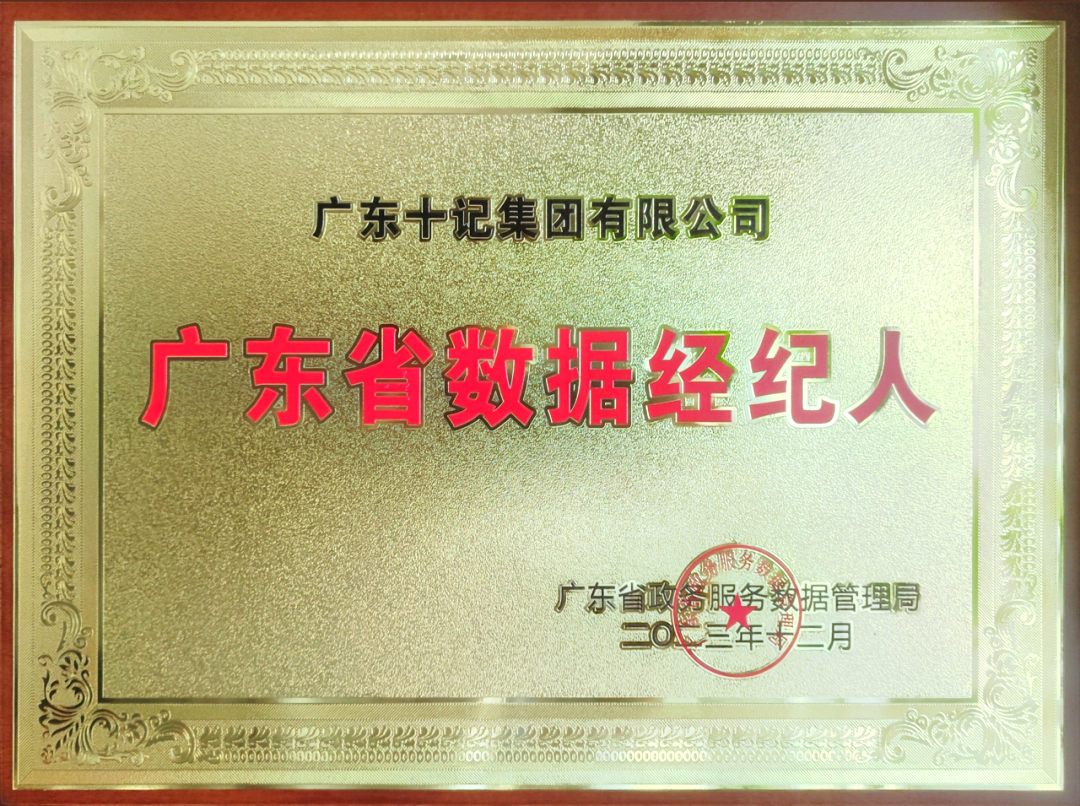 广东十记集团有限公司
广东省数据经纪人
广东省政务服务数据管理局
二〇二三年十二月